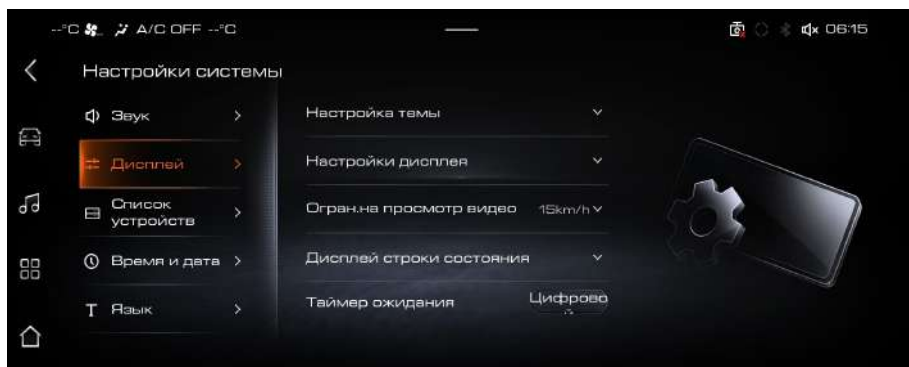 --°C A/C OFF --°C
06:15
Настройки системы
Звук
Дисплей
Список
устройств
Время и дата
T Язык
Настройка темы
Настройки дисплея
Огран.на просмотр видео 15km/h
Дисплей строки состояния
Таймер ожидания
Цифрово
й